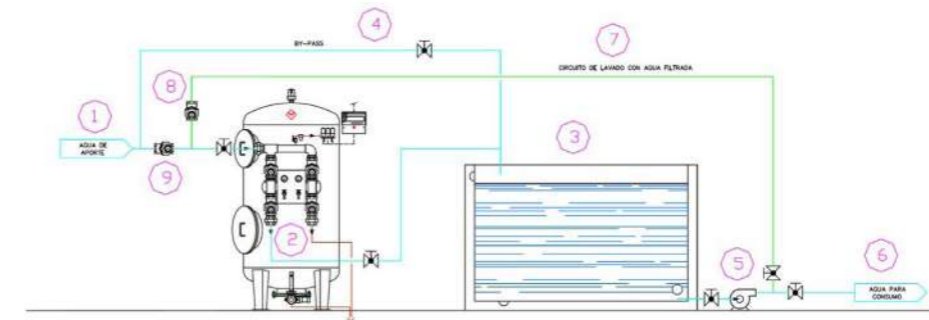 4
BY-PASS
7
CIRCUITO DE LAVADO CON AGUA FILTRADA
8
1
AGUA DE
APORTE
9
3
2
5
6
AGUA PARA
CONSUMO